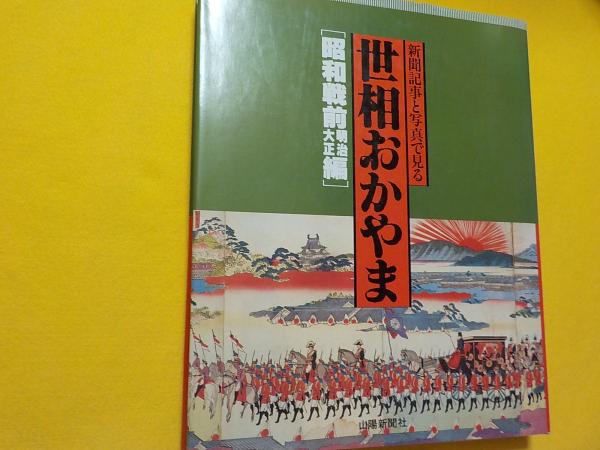 新聞記事と写真で見る
世相おかやま
[昭和戦前明治大正編]
山陽新聞社